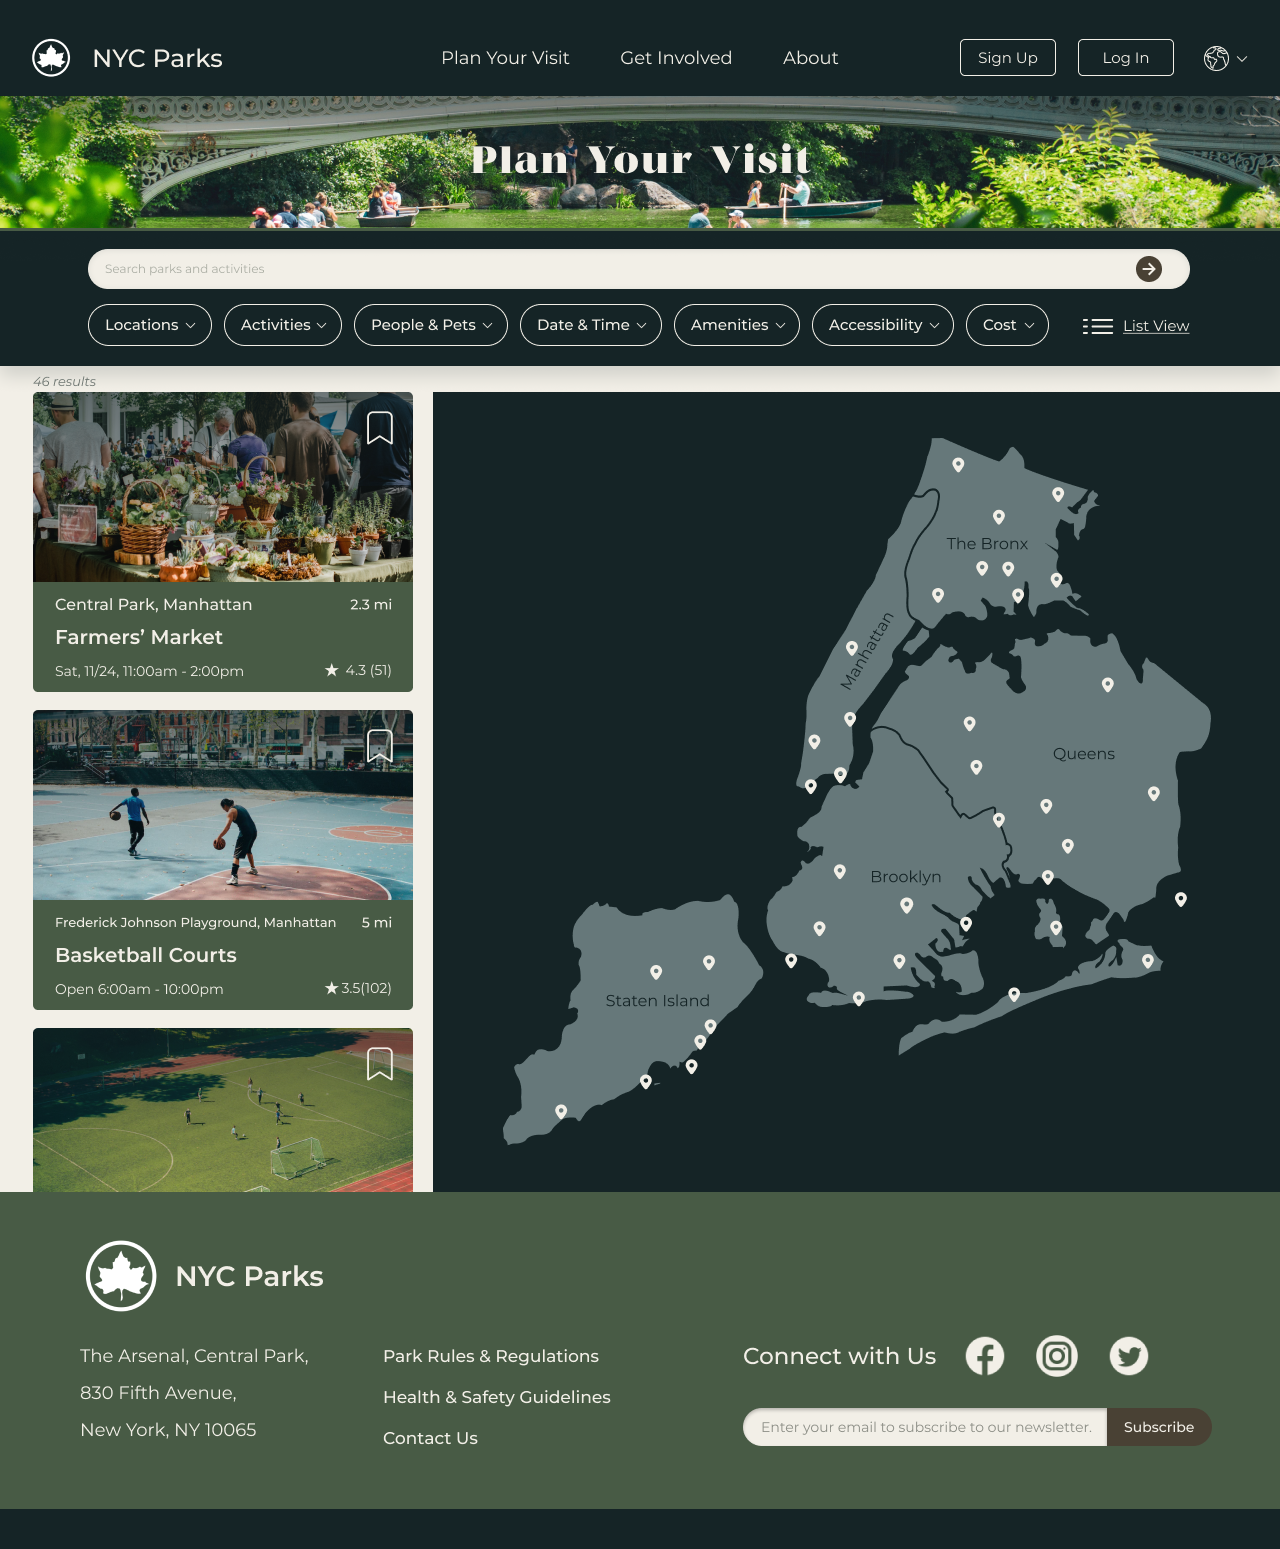 NYC Parks
Plan Your Visit
Get Involved
About
Sign Up
Log In
Plan Your Visit
Search parks and activities
Locations
Activities
People & Pets
Date & Time
Amenities
Accessibility
Cost
List View
46 results
Central Park, Manhattan
2.3 mi
Farmers’ Market
Sat, 11/24, 11:00am - 2:00pm
4.3 (51)
Frederick Johnson Playground, Manhattan
5 mi
Basketball Courts
Open 6:00am - 10:00pm
3.5(102)
The Bronx
Manhattan
Queens
Brooklyn
Staten Island
NYC Parks
The Arsenal, Central Park,
830 Fifth Avenue,
New York, NY 10065
Park Rules & Regulations
Health & Safety Guidelines
Contact Us
Connect with Us
Enter your email to subscribe to our newsletter.
Subscribe